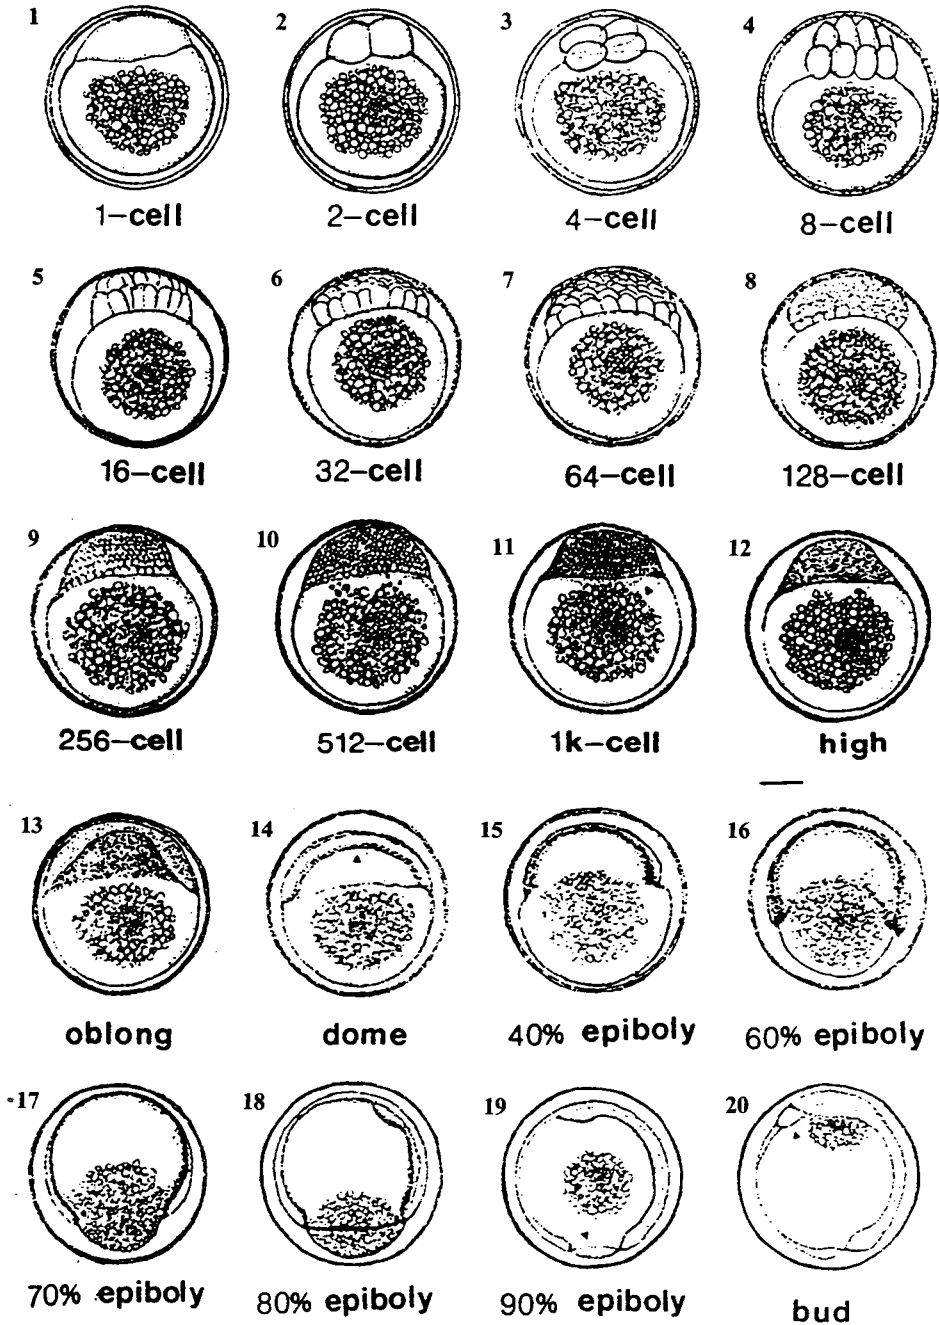 1 2 3 4
1-cell 2-cell 4-cell 8-cell
5 6 7 8
16-cell 32-cell 64-cell 128-cell
9 10 11 12
256-cell 512-cell 1k-cell high
13 14 15 16
oblong dome 40% epiboly 60% epiboly
17 18 19 20
70% epiboly 80% epiboly 90% epiboly bud